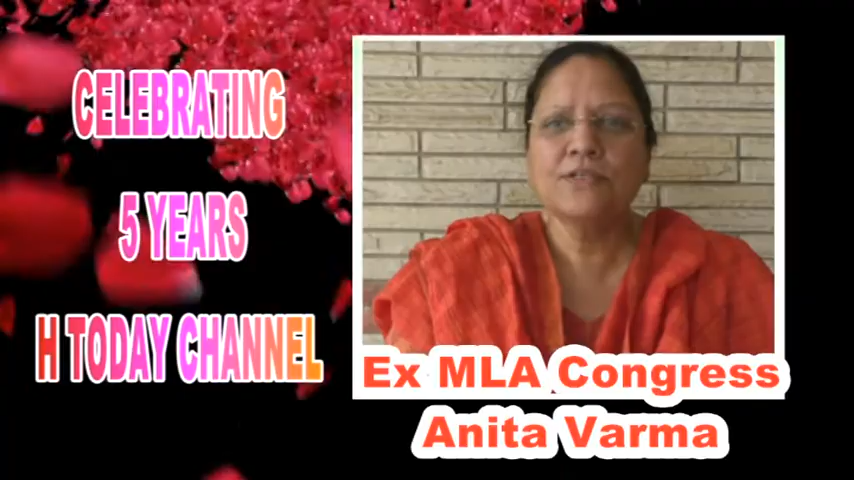 CELEBRATING
5 YEARS
H TODAY CHANNEL
Ex MLA Congress
Anita Varma